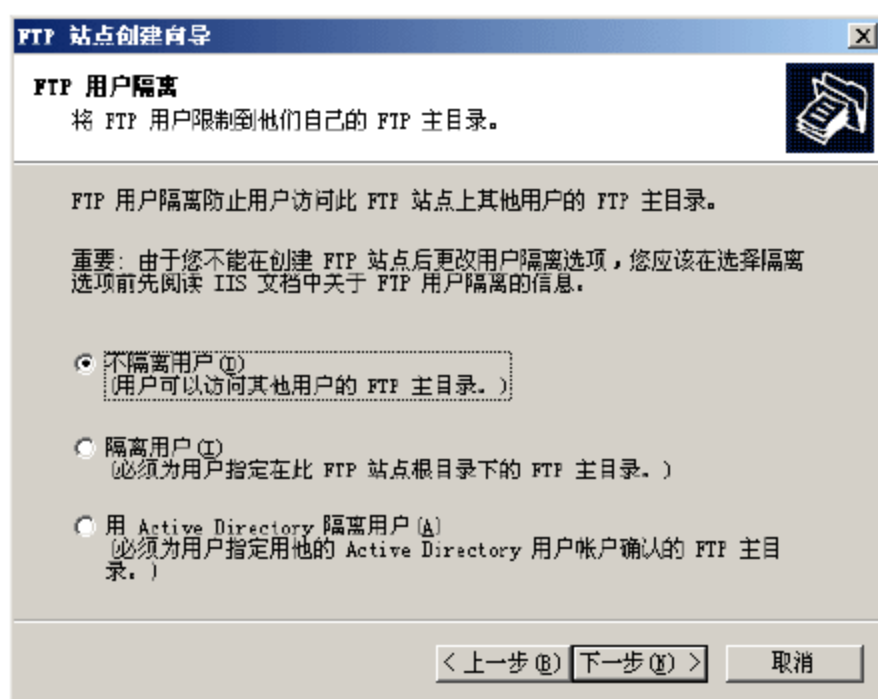 FTP 站点创建向导
FTP 用户隔离
将 FTP 用户限制到他们自己的 FTP 主目录。
FTP 用户隔离防止用户访问此 FTP 站点上其他用户的 FTP 主目录。
重要: 由于您不能在创建 FTP 站点后更改用户隔离选项，您应该在选择隔离
选项前先阅读 IIS 文档中关于 FTP 用户隔离的信息。
不隔离用户(D)
(用户可以访问其他用户的 FTP 主目录。)
隔离用户(I)
(必须为用户指定在此 FTP 站点根目录下的 FTP 主目录。)
用 Active Directory 隔离用户(A)
(必须为用户指定用他的 Active Directory 用户帐户确认的 FTP 主目
录。)
< 上一步(B) 下一步(N) > 取消